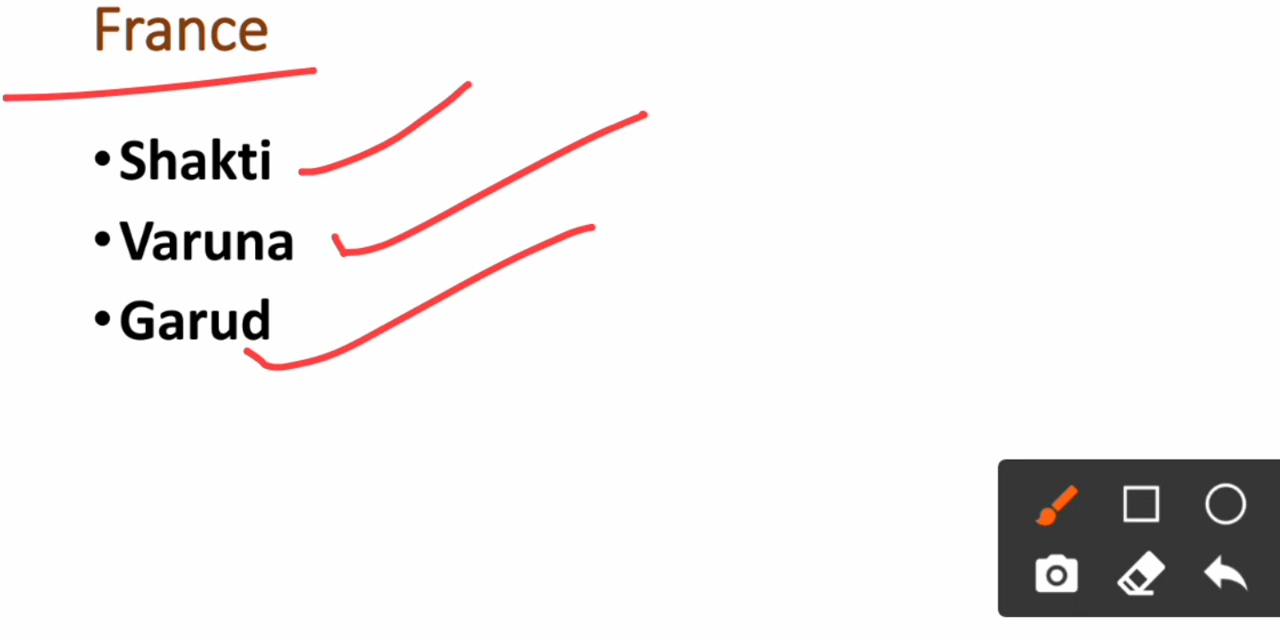 France
• Shakti
• Varuna
• Garud